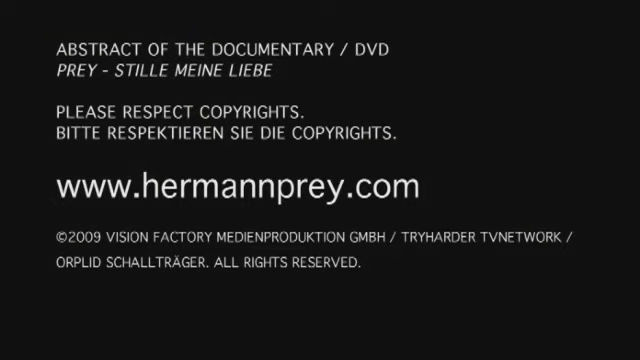 ABSTRACT OF THE DOCUMENTARY / DVD
PREY - STILLE MEINE LIEBE
PLEASE RESPECT COPYRIGHTS.
BITTE RESPEKTIEREN SIE DIE COPYRIGHTS.
www.hermannprey.com
©2009 VISION FACTORY MEDIENPRODUKTION GMBH / TRYHARDER TVNETWORK /
ORPLID SCHALLTRÄGER. ALL RIGHTS RESERVED.